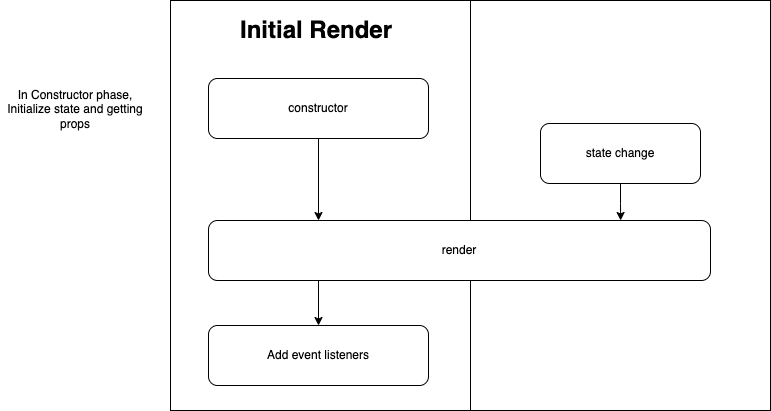 Initial Render
In Constructor phase,
Initialize state and getting
props
constructor
state change
render
Add event listeners